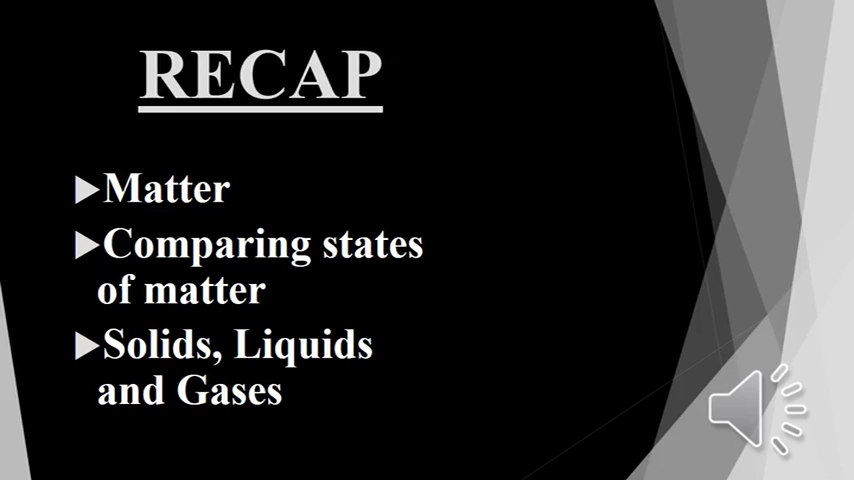 RECAP
Matter
Comparing states
of matter
Solids, Liquids
and Gases